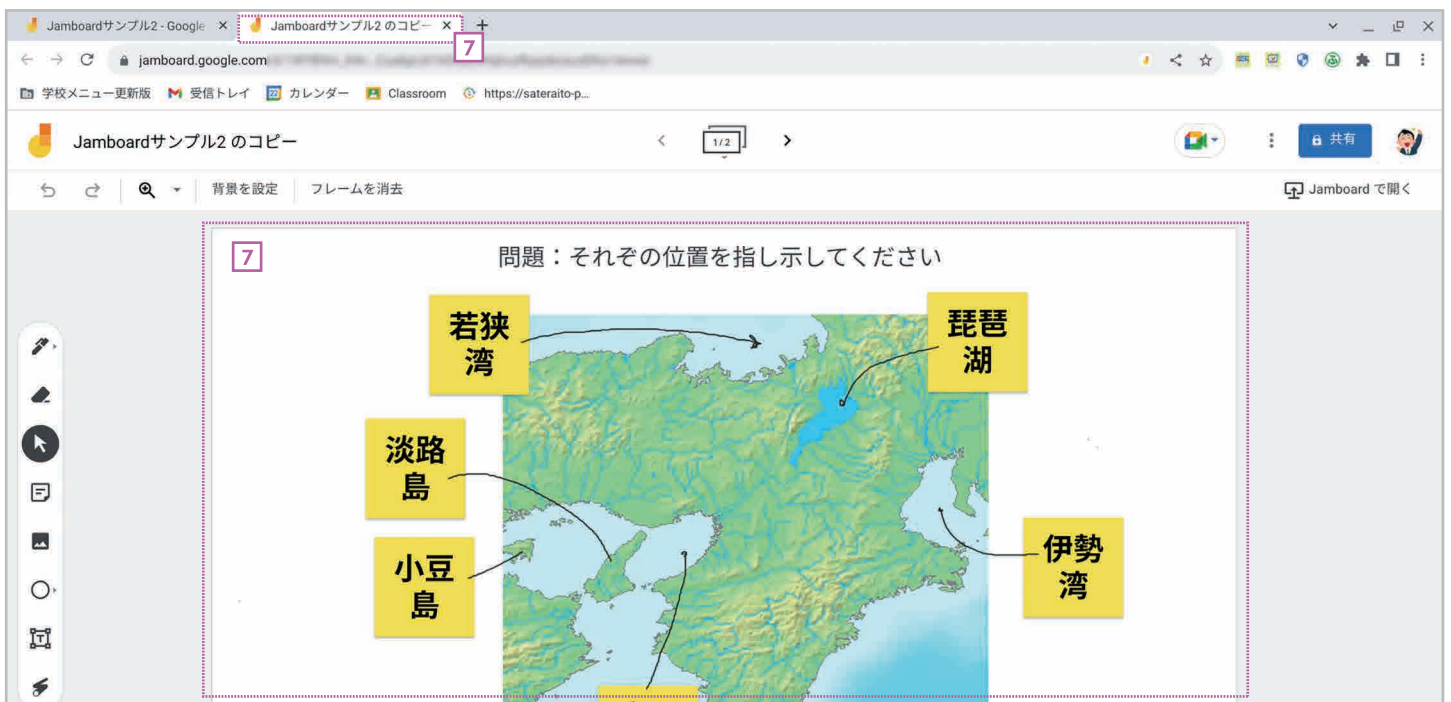 Jamboardサンプル2 - Google
Jamboardサンプル2 のコピー
7
jamboard.google.com
学校メニュー更新版
受信トレイ
22
カレンダー
Classroom
https://sateraito-p...
Jamboardサンプル2 のコピー
1/2
共有
背景を設定
フレームを消去
Jamboard で開く
7
問題：それぞの位置を指し示してください
若狭
湾
琵琶
湖
淡路
島
小豆
島
伊勢
湾